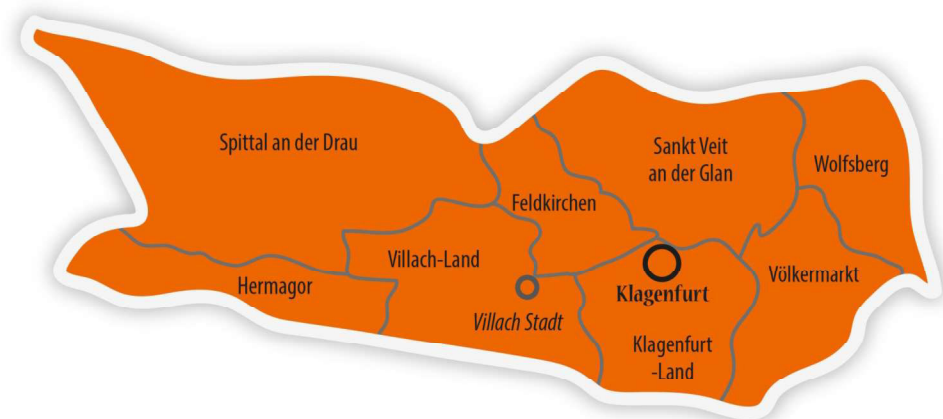 Spittal an der Drau
Sankt Veit
an der Glan
Wolfsberg
Feldkirchen
Villach-Land
Hermagor
Völkermarkt
Klagenfurt
Villach Stadt
Klagenfurt
-Land